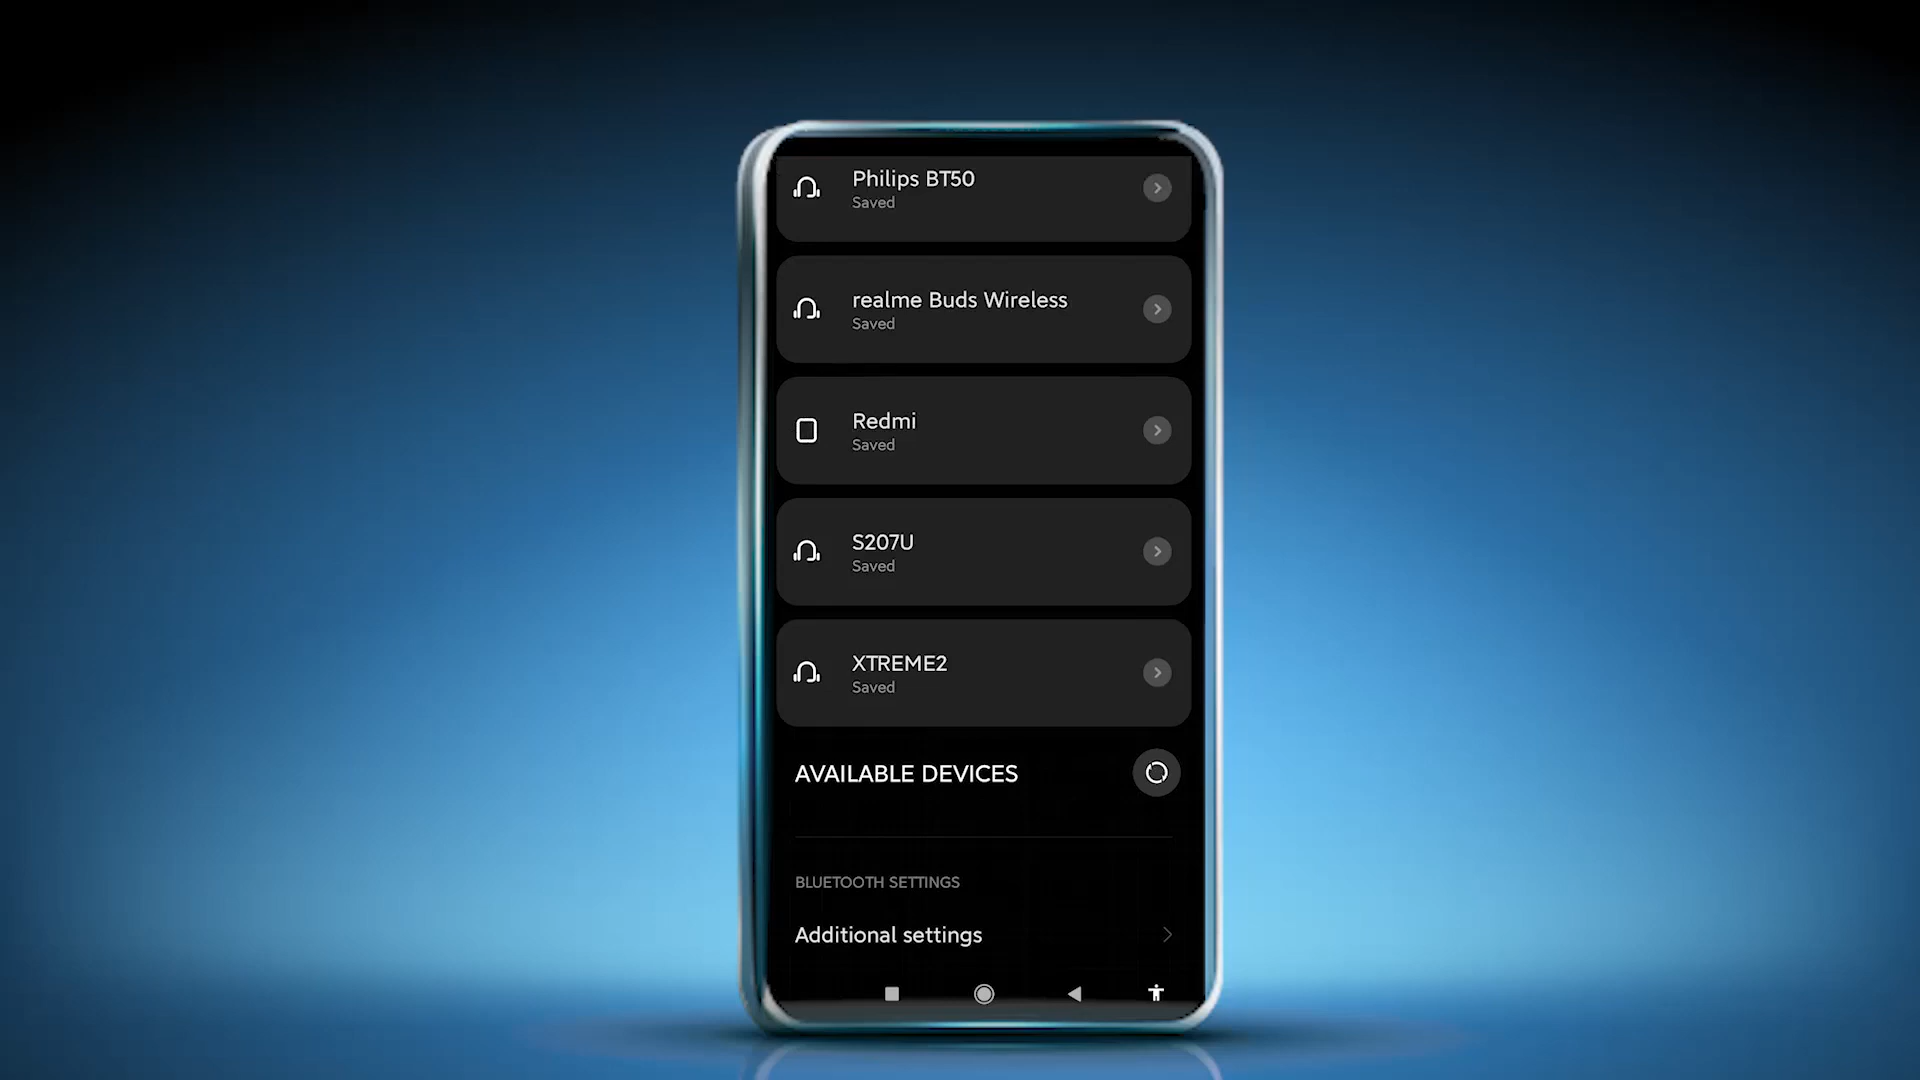 Philips BT50
Saved
realme Buds Wireless
Saved
Redmi
Saved
S207U
Saved
XTREME2
Saved
AVAILABLE DEVICES
BLUETOOTH SETTINGS
Additional settings